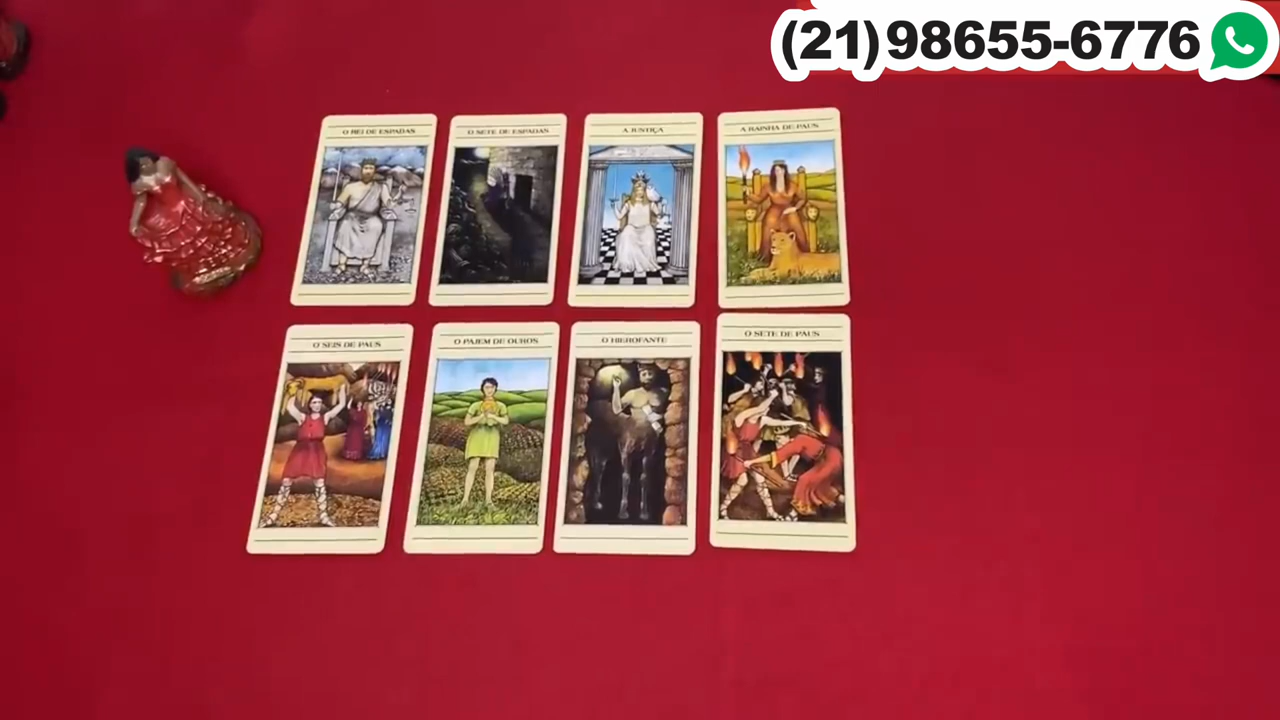 (21)98655-6776
O REI DE ESPADAS
O SETE DE ESPADAS
A JUSTIÇA
A RAINHA DE PAUS
O SEIS DE PAUS
O PAJEM DE OUROS
O HIEROFANTE
O SETE DE PAUS